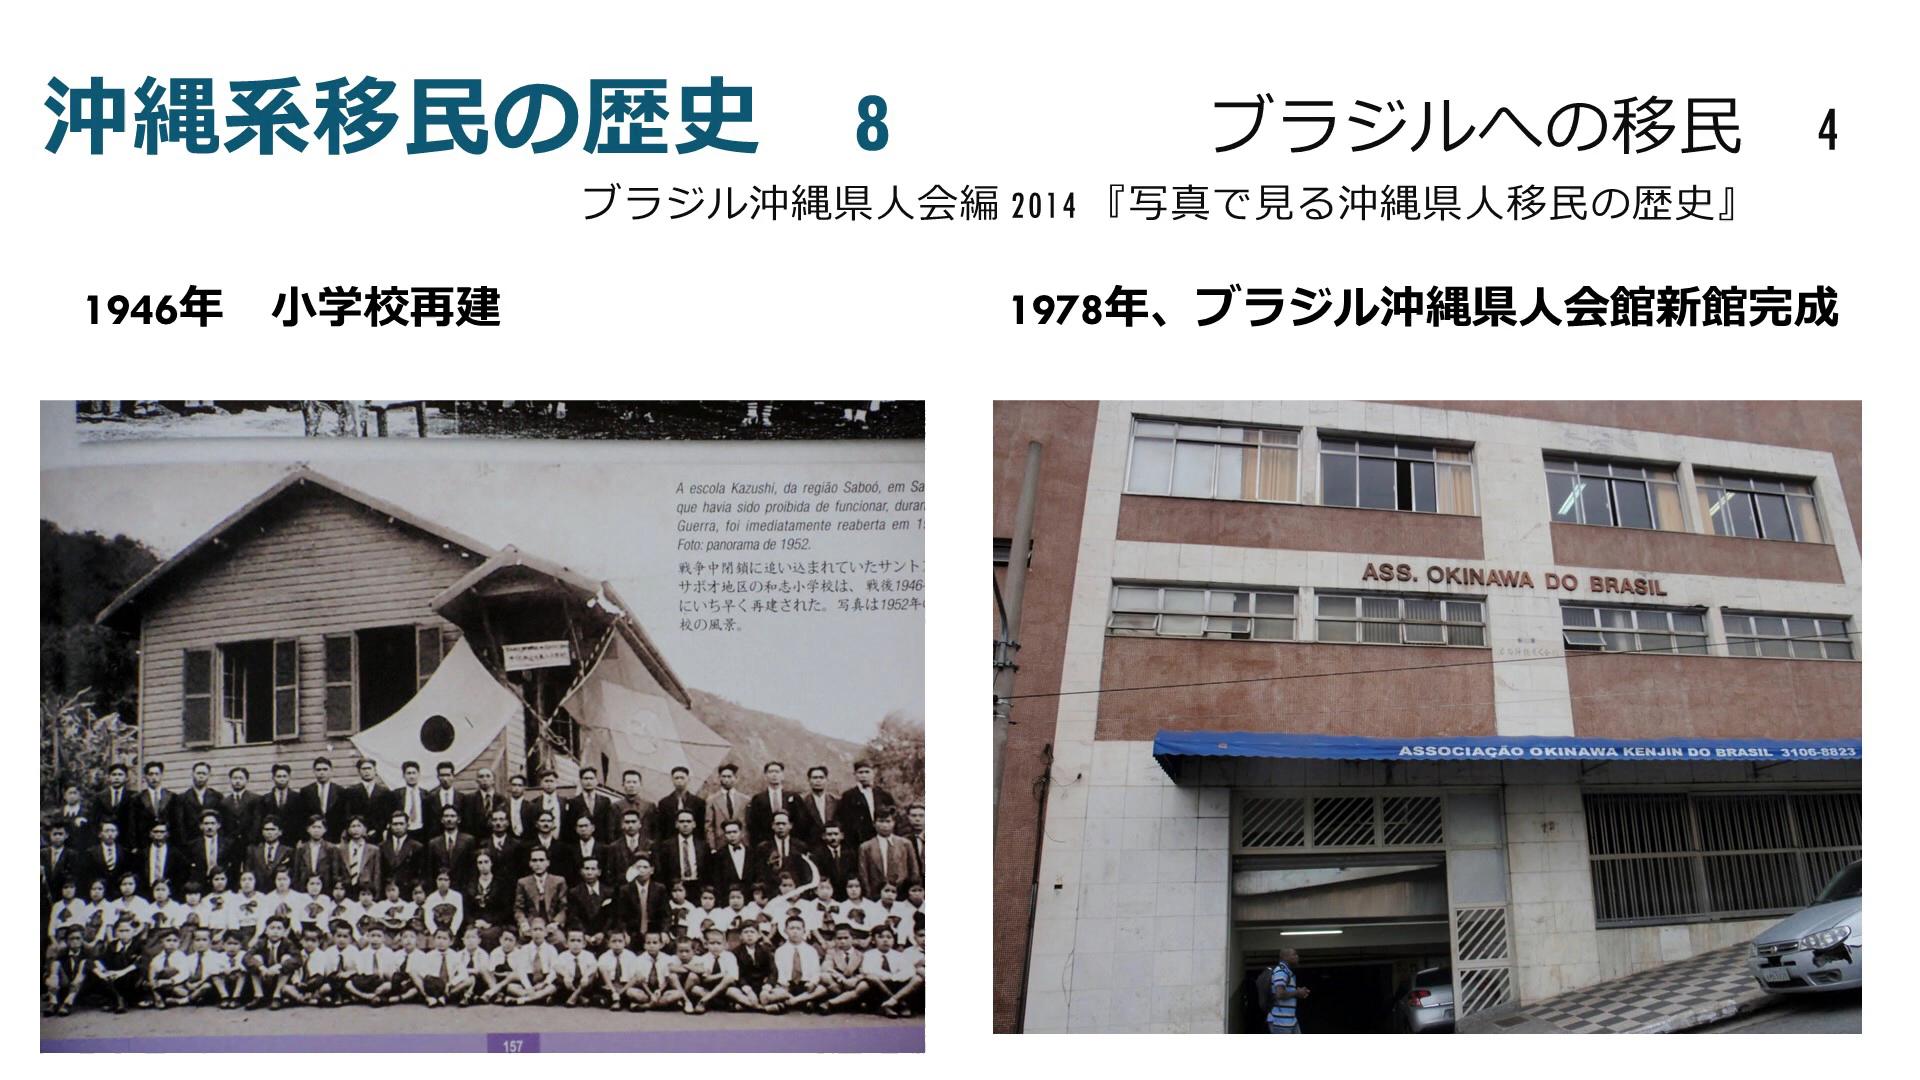 沖縄系移民の歴史　8　ブラジルへの移民　4
ブラジル沖縄県人会編 2014 『写真で見る沖縄県人移民の歴史』
1946年　小学校再建
1978年、ブラジル沖縄県人会館新館完成
A escola Kazushi, da região Saboó, em Sa
que havia sido proibida de funcionar, duran
Guerra, foi imediatamente reaberta em 1
Foto: panorama de 1952.
戦争中閉鎖に追い込まれていたサント
サボオ地区の和志小学校は、戦後1946
にいち早く再建された。写真は1952年
校の風景。
157
ASS. OKINAWA DO BRASIL
ASSOCIAÇÃO OKINAWA KENJIN DO BRASIL 3106-8823